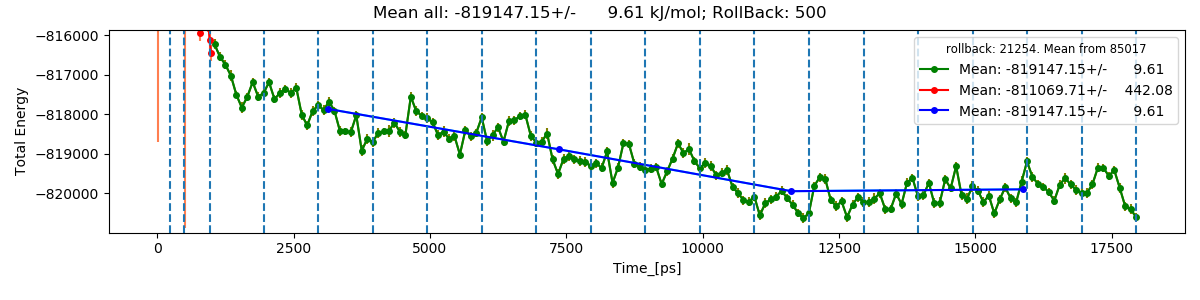 Mean all: -819147.15+/- 9.61 kJ/mol; RollBack: 500
Total Energy
−816000
−817000
−818000
−819000
−820000
rollback: 21254. Mean from 85017
Mean: -819147.15+/- 9.61
Mean: -811069.71+/- 442.08
Mean: -819147.15+/- 9.61
0 2500 5000 7500 10000 12500 15000 17500
Time_[ps]